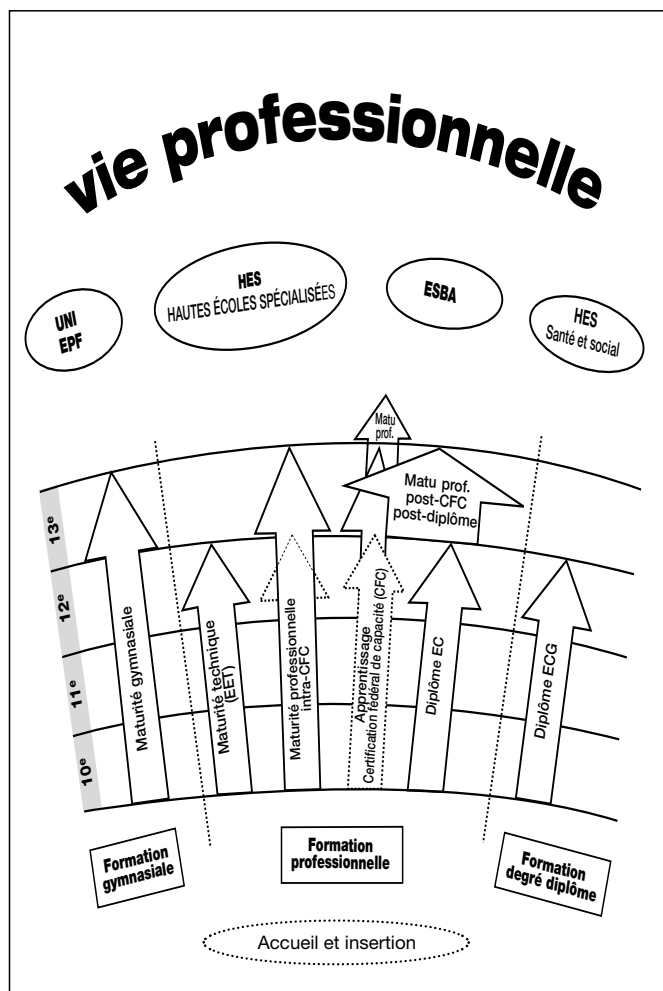 vie professionnelle
UNI
EPF
HES
HAUTES ÉCOLES SPÉCIALISÉES
ESBA
HES
Santé et social
Matu
prof.
Matu prof.
post-CFC
post-diplôme
13e
12e
11e
10e
Maturité gymnasiale
Maturité technique
(EET)
Maturité professionnelle
intra-CFC
Apprentissage
Certification fédéral de capacité (CFC)
Diplôme EC
Diplôme ECG
Formation
gymnasiale
Formation
professionnelle
Formation
degré diplôme
Accueil et insertion